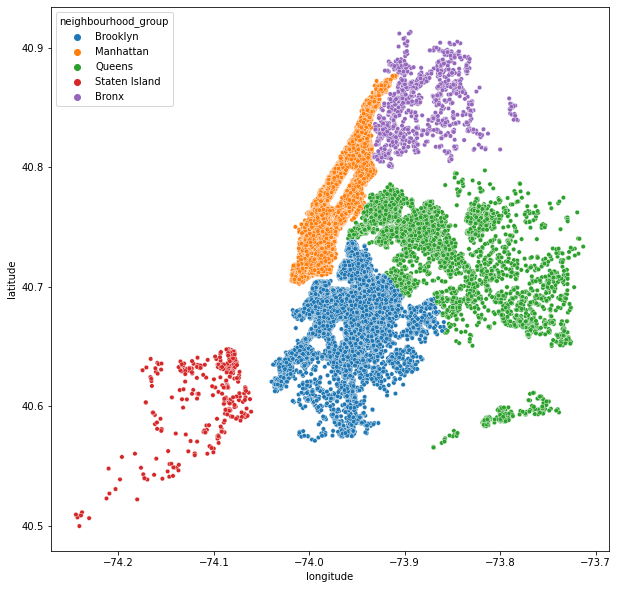 neighbourhood_group
Brooklyn
Manhattan
Queens
Staten Island
Bronx
40.9
40.8
40.7
40.6
40.5
latitude
−74.2 −74.1 −74.0 −73.9 −73.8 −73.7
longitude